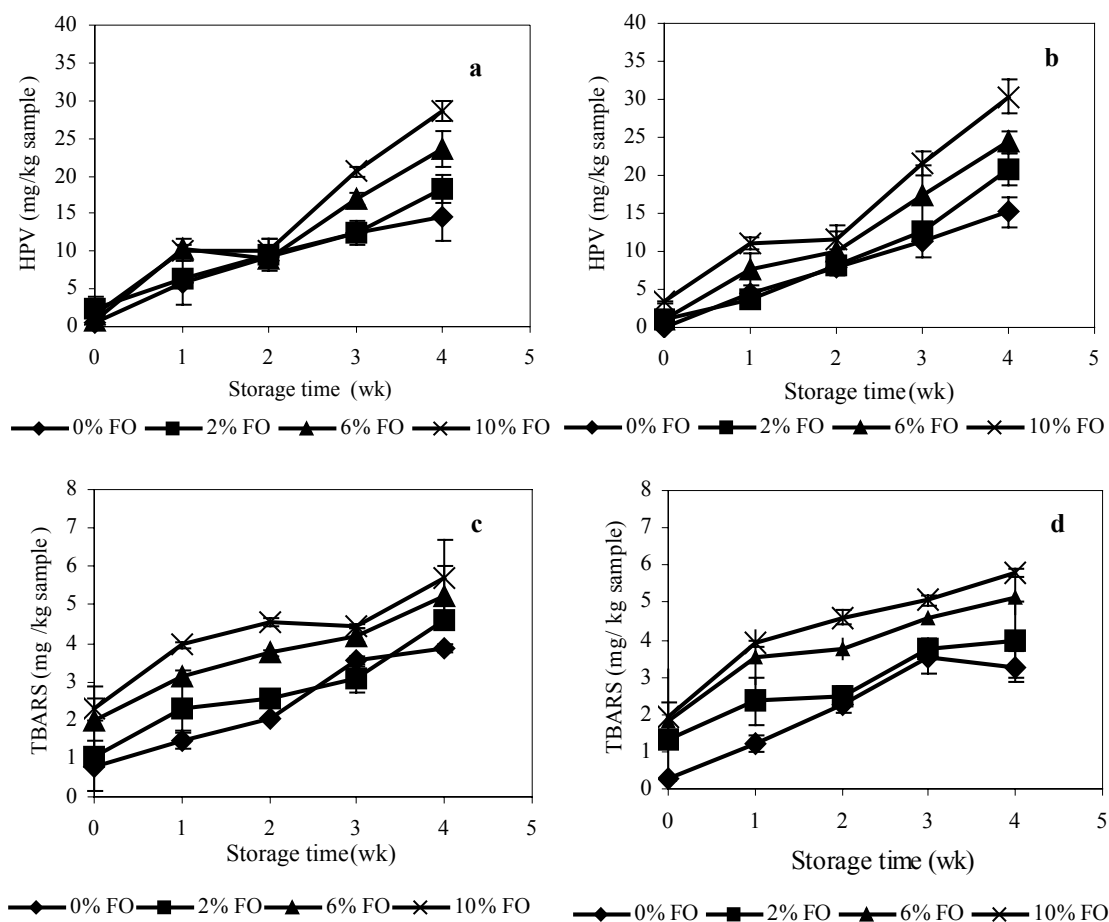 a
HPV (mg/kg sample )
40
35
30
25
20
15
10
5
0
0 1 2 3 4 5
Storage time (wk)
0% FO 2% FO 6% FO 10% FO
b
HPV (mg/kg sample )
40
35
30
25
20
15
10
5
0
0 1 2 3 4 5
Storage time (wk)
0% FO 2% FO 6% FO 10% FO
c
TBARS (mg /kg sample )
8
7
6
5
4
3
2
1
0
0 1 2 3 4 5
Storage time (wk)
0% FO 2% FO 6% FO 10% FO
d
TBARS (mg/ kg sample )
8
7
6
5
4
3
2
1
0
0 1 2 3 4 5
Storage time (wk)
0% FO 2% FO 6% FO 10% FO